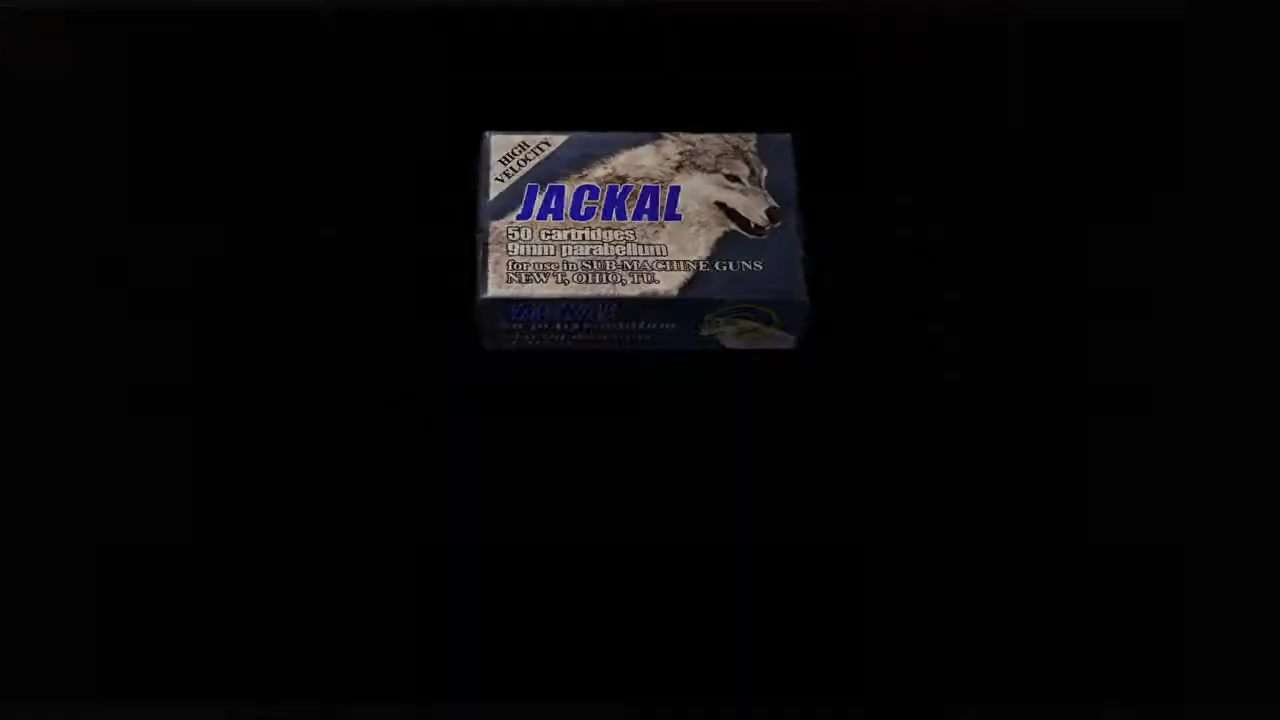 HIGH
VELOCITY
JACKAL
50 cartridges
9mm parabellum
for use in SUB-MACHINE GUNS
NEW T, OHIO, TU.